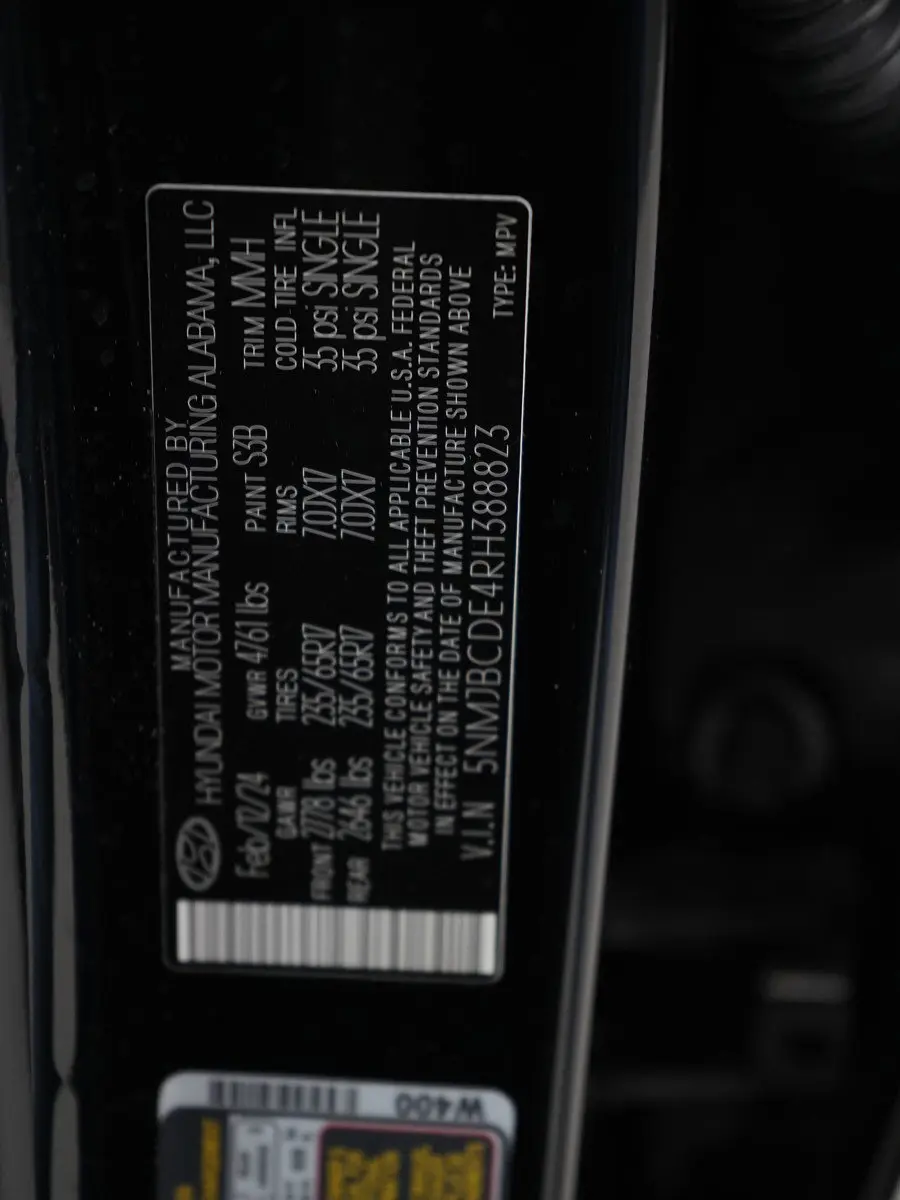 MANUFACTURED BY
HYUNDAI MOTOR MANUFACTURING ALABAMA, LLC
Feb/12/24 GVWR 4761 lbs PAINT S3B TRIM MMH
GAWR TIRES RIMS COLD TIRE INFL
FRONT 2778 lbs 235/65R17 7.0JX17 35 psi SINGLE
REAR 2646 lbs 235/65R17 7.0JX17 35 psi SINGLE
THIS VEHICLE CONFORMS TO ALL APPLICABLE U.S.A. FEDERAL
MOTOR VEHICLE SAFETY AND THEFT PREVENTION STANDARDS
IN EFFECT ON THE DATE OF MANUFACTURE SHOWN ABOVE
V.I.N 5NMJBCDE4RH388823 TYPE: MPV
W400